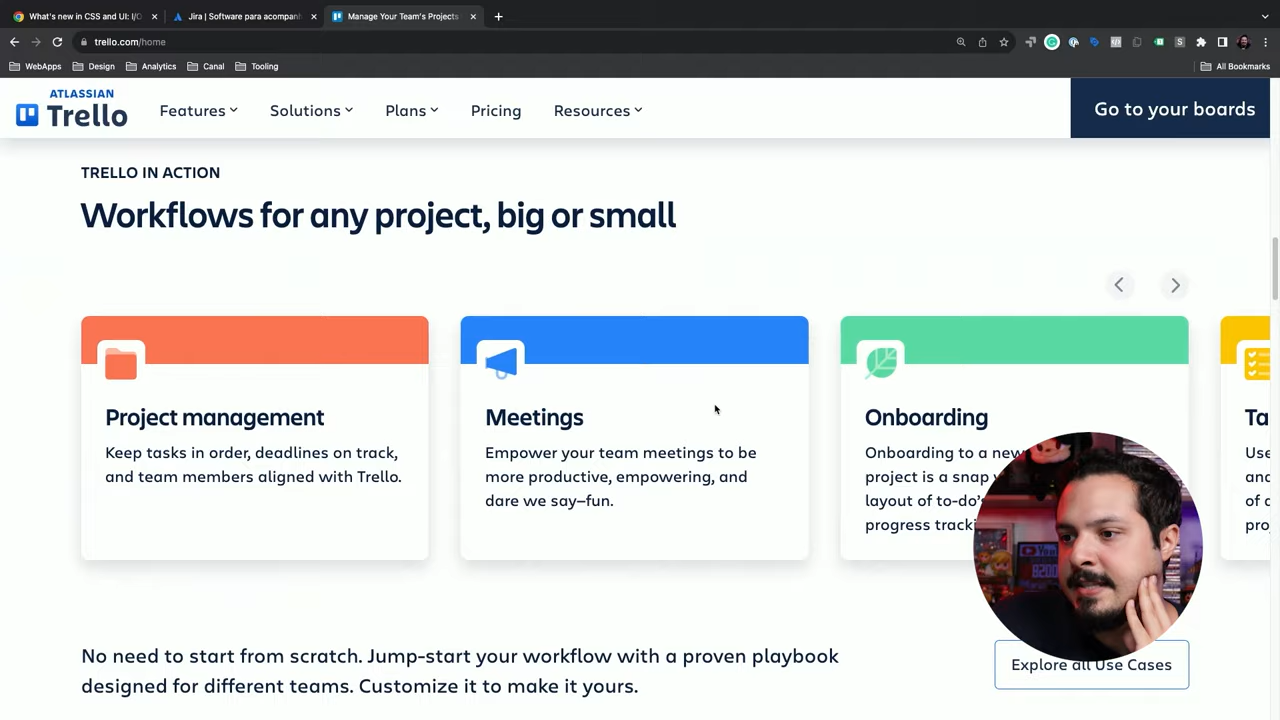 What's new in CSS and UI: I/O
Jira | Software para acompanh
Manage Your Team's Projects
trello.com/home
WebApps
Design
Analytics
Canal
Tooling
All Bookmarks
ATLASSIAN
Trello
Features
Solutions
Plans
Pricing
Resources
Go to your boards
TRELLO IN ACTION
Workflows for any project, big or small
Project management
Keep tasks in order, deadlines on track,
and team members aligned with Trello.
Meetings
Empower your team meetings to be
more productive, empowering, and
dare we say—fun.
Onboarding
Onboarding to a new
project is a snap
layout of to-do's
progress tracki
Ta
Use
and
of a
pro
No need to start from scratch. Jump-start your workflow with a proven playbook
designed for different teams. Customize it to make it yours.
Explore all Use Cases